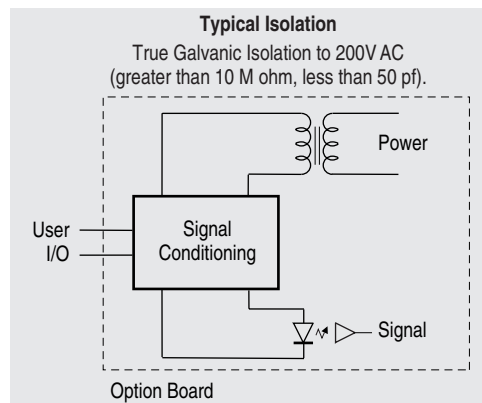 Typical Isolation
True Galvanic Isolation to 200V AC
(greater than 10 M ohm, less than 50 pf).
Power
User
I/O
Signal
Conditioning
Signal
Option Board